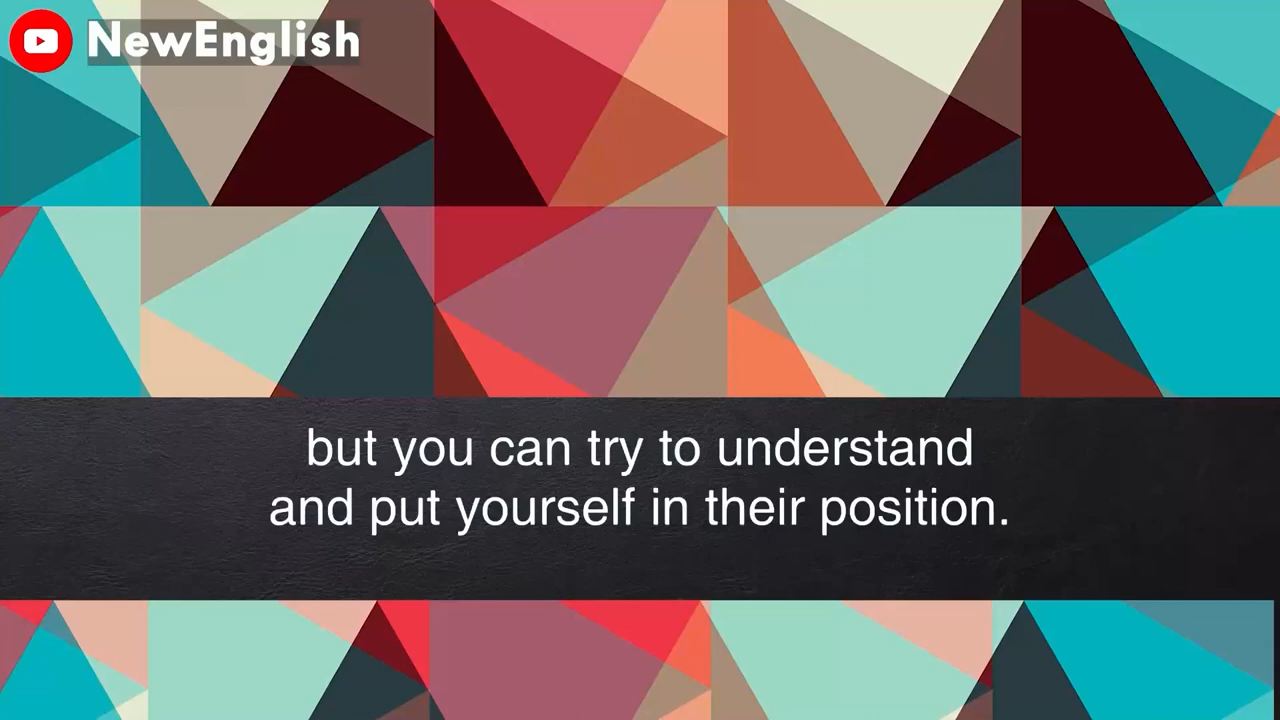 NewEnglish
but you can try to understand
and put yourself in their position.